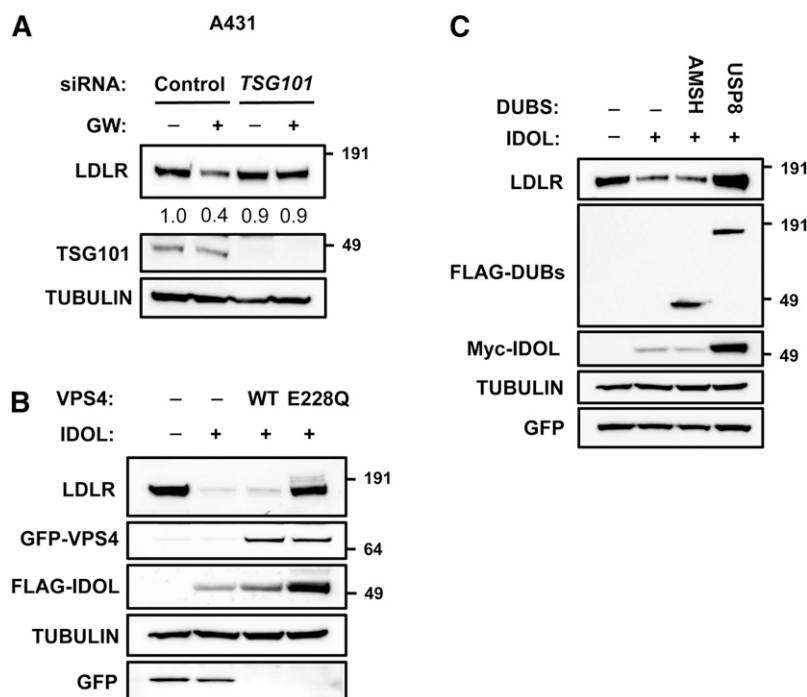 A
A431
siRNA: Control TSG101
GW: – + – +
LDLR 191
1.0 0.4 0.9 0.9
TSG101 49
TUBULIN
B
VPS4: – – WT E228Q
IDOL: – + + +
LDLR 191
GFP-VPS4 64
FLAG-IDOL 49
TUBULIN
GFP
C
DUBS: – – AMSH USP8
IDOL: – + + +
LDLR 191
FLAG-DUBs 191
49
Myc-IDOL 49
TUBULIN
GFP